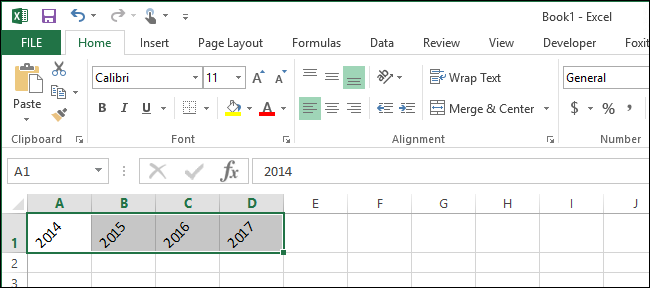 Book1 - Excel
FILE Home Insert Page Layout Formulas Data Review View Developer Foxit
Paste Calibri 11 A A Wrap Text General
B I U A Merge & Center $ % ,
Clipboard Font Alignment Number
A1 fx 2014
A B C D E F G H I J
1 2014 2015 2016 2017
2
3